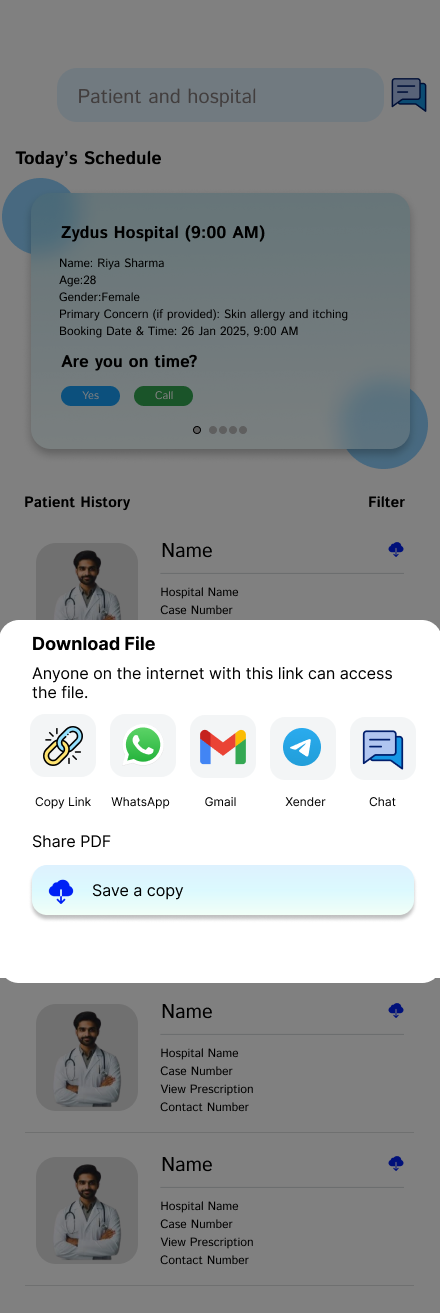 Patient and hospital
Today's Schedule
Zydus Hospital (9:00 AM)
Name: Riya Sharma
Age:28
Gender:Female
Primary Concern (if provided): Skin allergy and itching
Booking Date & Time: 26 Jan 2025, 9:00 AM
Are you on time?
Yes
Call
Patient History
Filter
Name
Hospital Name
Case Number
Download File
Anyone on the internet with this link can access
the file.
Copy Link
WhatsApp
Gmail
Xender
Chat
Share PDF
Save a copy
Name
Hospital Name
Case Number
View Prescription
Contact Number
Name
Hospital Name
Case Number
View Prescription
Contact Number